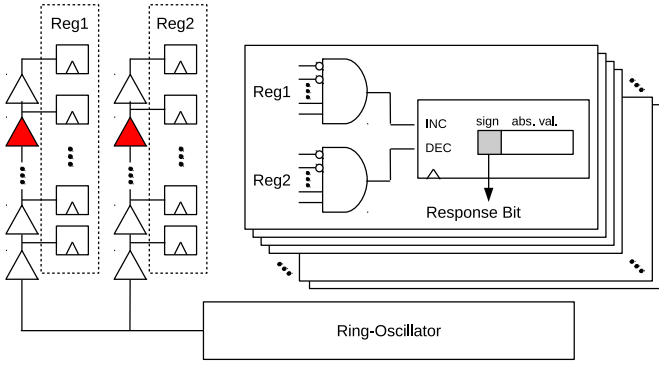 Reg1
Reg2
Reg1
INC
sign
abs. val.
DEC
Reg2
Response Bit
Ring-Oscillator